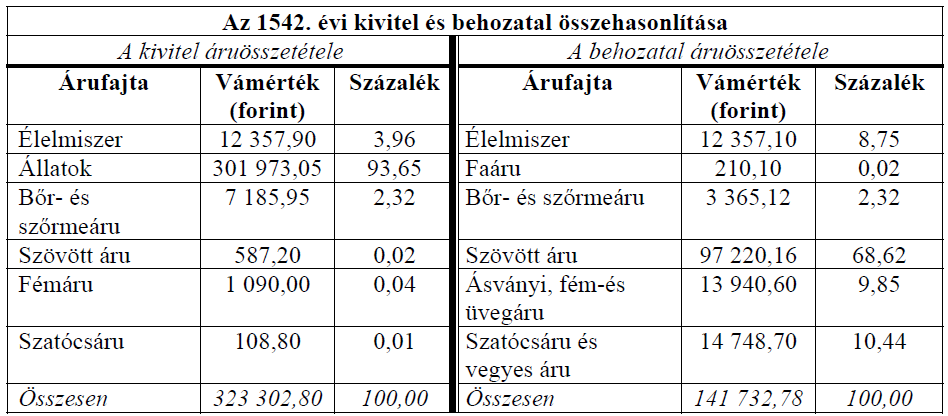 Az 1542. évi kivitel és behozatal összehasonlítása
A kivitel áruösszetétele A behozatal áruösszetétele
Árufajta Vámérték Százalék Árufajta Vámérték Százalék
(forint) (forint)
Élelmiszer 12 357,90 3,96 Élelmiszer 12 357,10 8,75
Állatok 301 973,05 93,65 Faáru 210,10 0,02
Bőr- és 7 185,95 2,32 Bőr- és szőrmeáru 3 365,12 2,32
szőrmeáru
Szövött áru 587,20 0,02 Szövött áru 97 220,16 68,62
Fémáru 1 090,00 0,04 Ásványi, fém-és 13 940,60 9,85
üvegáru
Szatócsáru 108,80 0,01 Szatócsáru és 14 748,70 10,44
vegyes áru
Összesen 323 302,80 100,00 Összesen 141 732,78 100,00